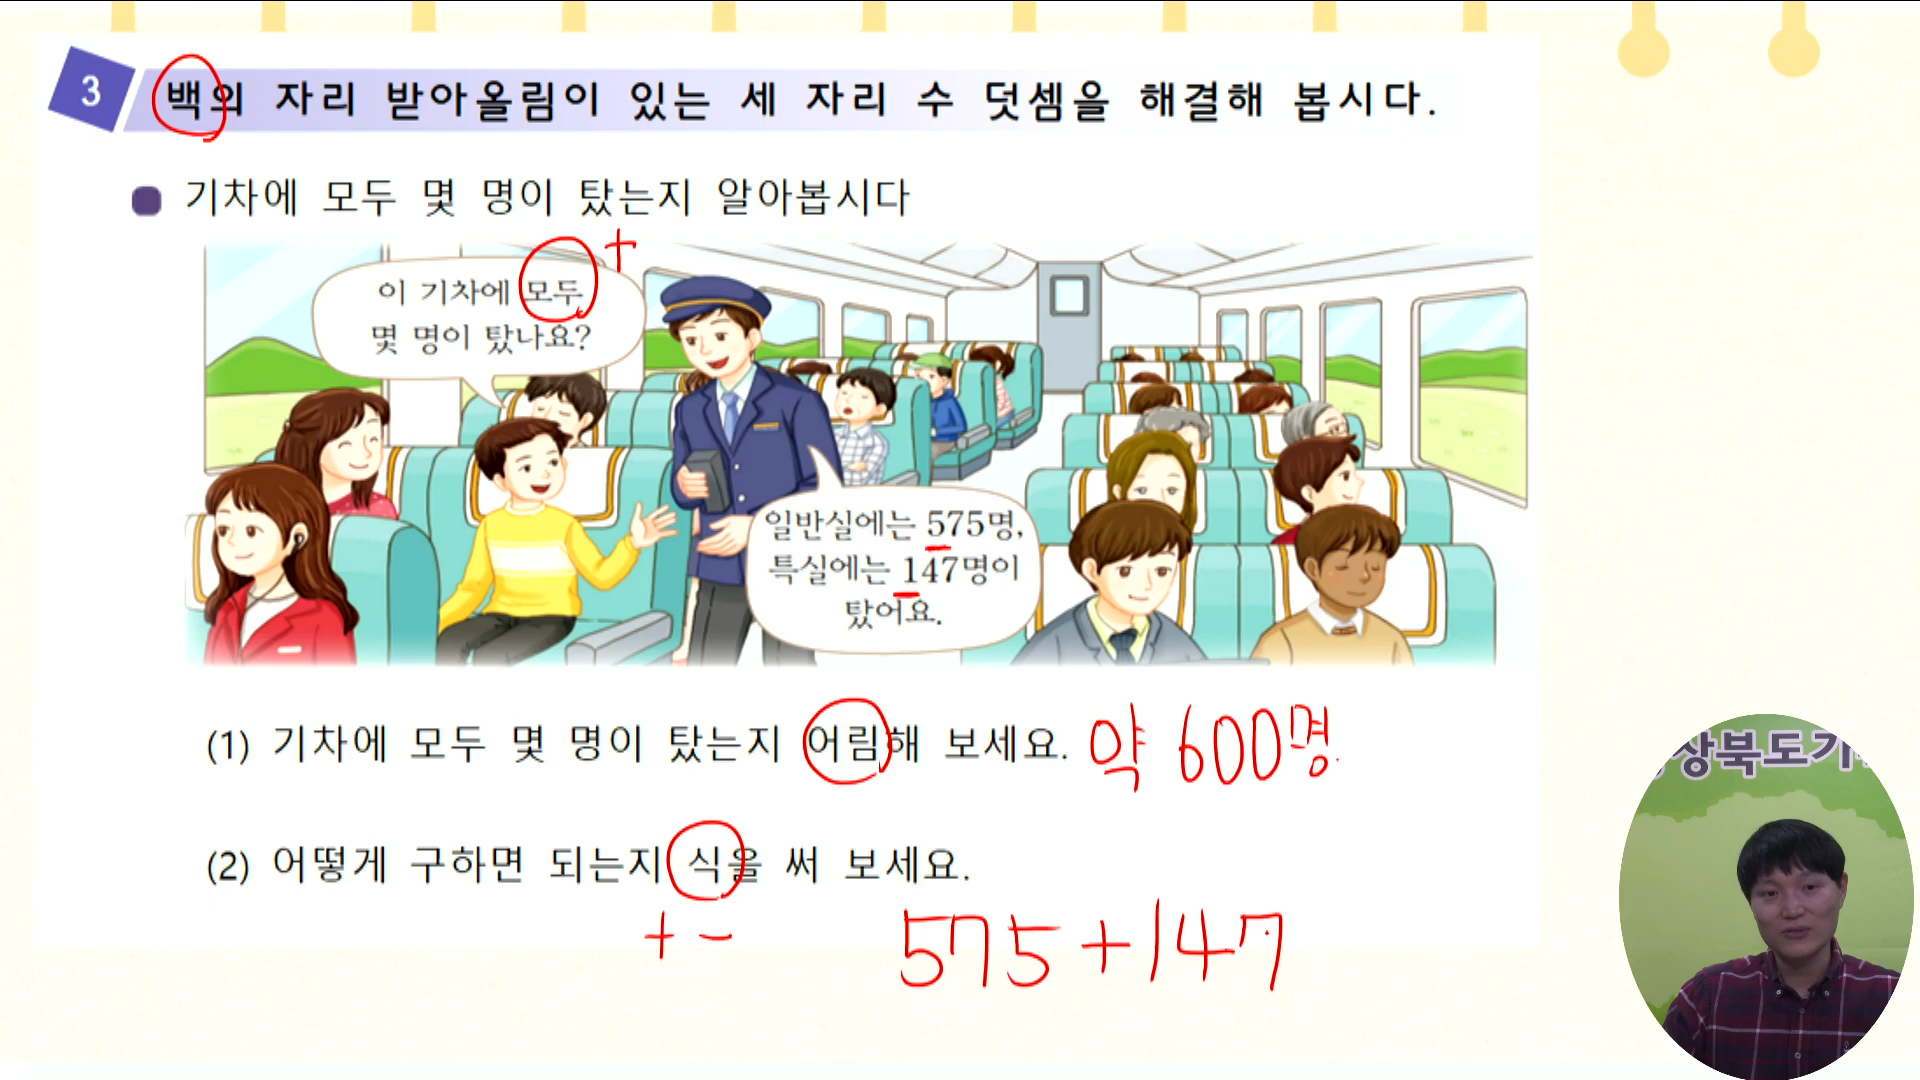 3 백의 자리 받아올림이 있는 세 자리 수 덧셈을 해결해 봅시다.
기차에 모두 몇 명이 탔는지 알아봅시다
+
이 기차에 모두
몇 명이 탔나요?
일반실에는 575명,
특실에는 147명이
탔어요.
(1) 기차에 모두 몇 명이 탔는지 어림해 보세요. 약 600명
(2) 어떻게 구하면 되는지 식을 써 보세요.
+ - 575+147
상북도